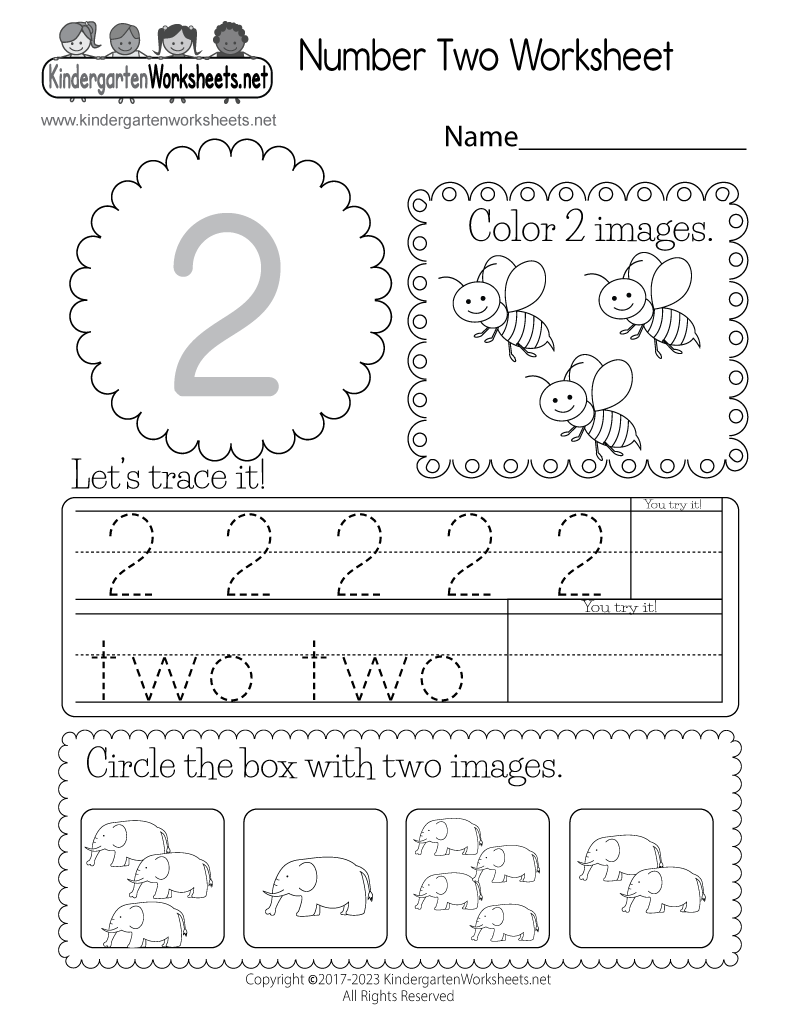 KindergartenWorksheets.net
www.kindergartenworksheets.net
Number Two Worksheet
Name
2
Color 2 images.
Let's trace it!
2 2 2 2 2
You try it!
two two
You try it!
Circle the box with two images.
Copyright ©2017-2023 KindergartenWorksheets.net
All Rights Reserved